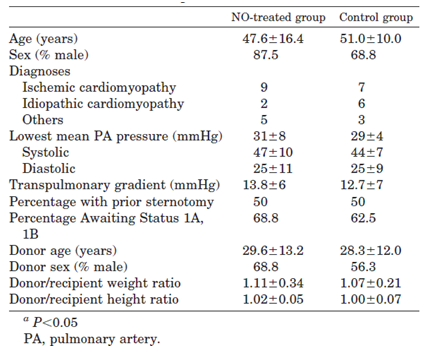 NO-treated group Control group
Age (years) 47.6±16.4 51.0±10.0
Sex (% male) 87.5 68.8
Diagnoses
Ischemic cardiomyopathy 9 7
Idiopathic cardiomyopathy 2 6
Others 5 3
Lowest mean PA pressure (mmHg) 31±8 29±4
Systolic 47±10 44±7
Diastolic 25±11 25±9
Transpulmonary gradient (mmHg) 13.8±6 12.7±7
Percentage with prior sternotomy 50 50
Percentage Awaiting Status 1A, 68.8 62.5
1B
Donor age (years) 29.6±13.2 28.3±12.0
Donor sex (% male) 68.8 56.3
Donor/recipient weight ratio 1.11±0.34 1.07±0.21
Donor/recipient height ratio 1.02±0.05 1.00±0.07
a P<0.05
PA, pulmonary artery.